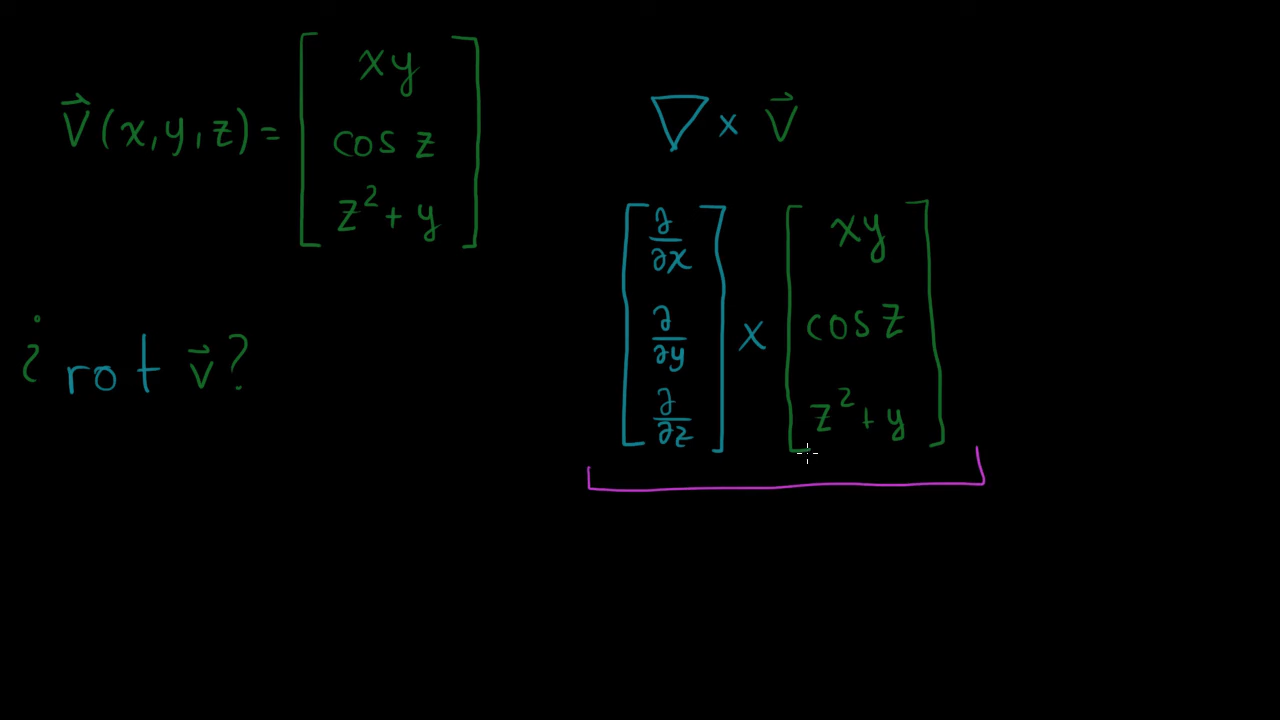 V⃗(x,y,z) = [ xy
cos z
z² + y ]
¿ rot v⃗?
∇ × V⃗
[ ∂/∂x
∂/∂y
∂/∂z ] × [ xy
cos z
z² + y ]